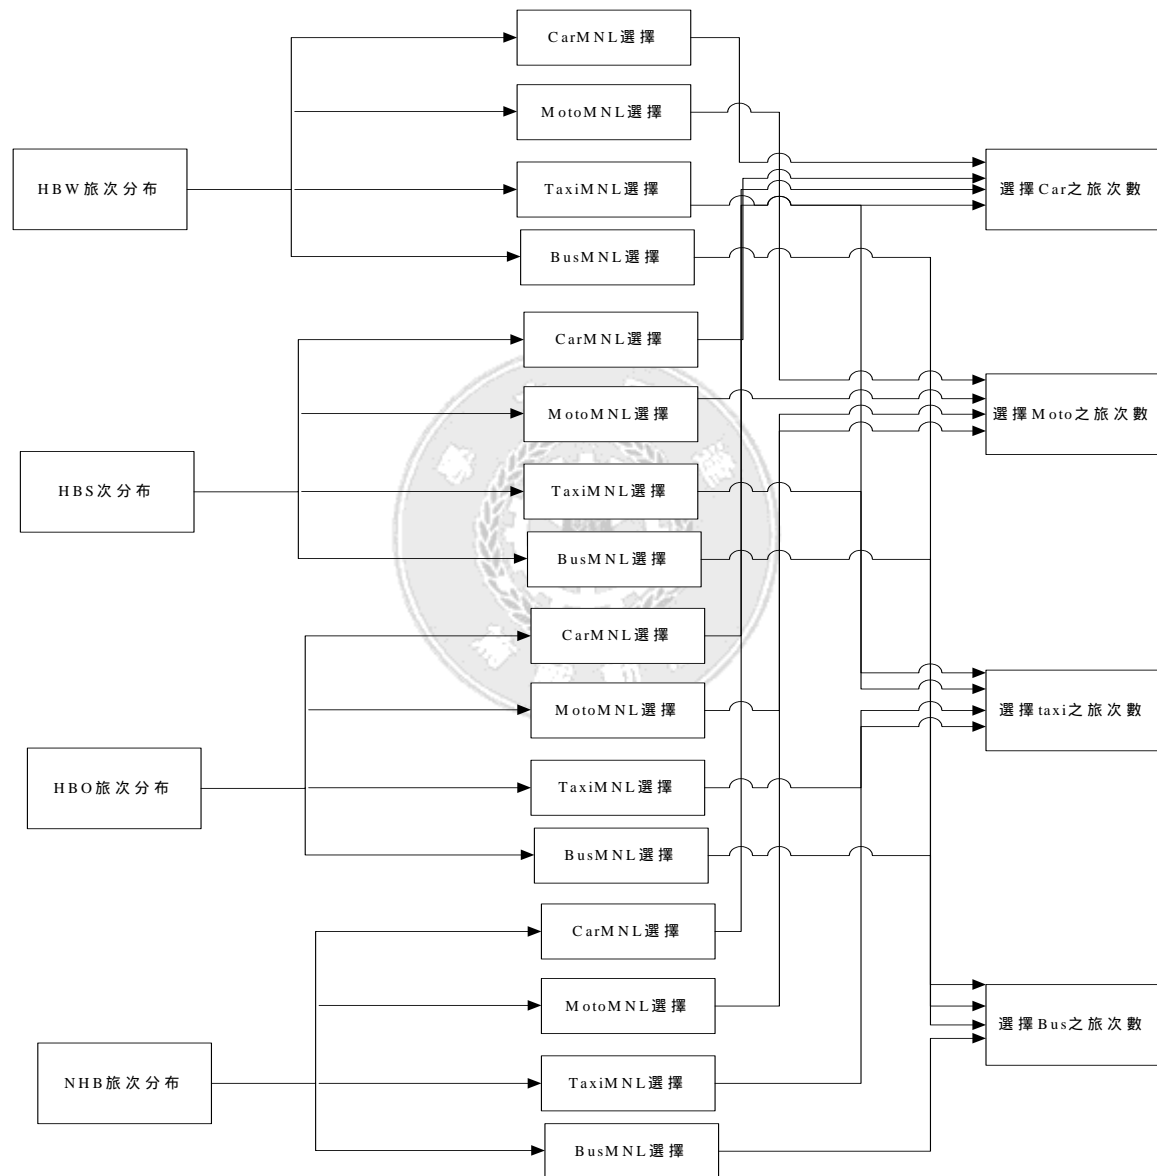 HBW旅次分布
CarMNL選擇
MotoMNL選擇
TaxiMNL選擇
BusMNL選擇
HBS次分布
CarMNL選擇
MotoMNL選擇
TaxiMNL選擇
BusMNL選擇
HBO旅次分布
CarMNL選擇
MotoMNL選擇
TaxiMNL選擇
BusMNL選擇
NHB旅次分布
CarMNL選擇
MotoMNL選擇
TaxiMNL選擇
BusMNL選擇
選擇Car之旅次數
選擇Moto之旅次數
選擇taxi之旅次數
選擇Bus之旅次數